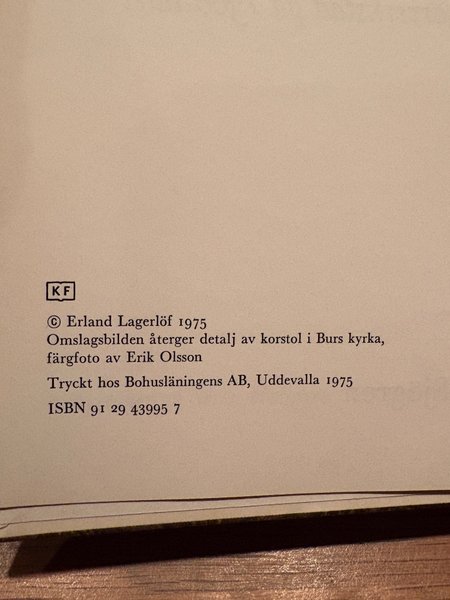 KF
© Erland Lagerlöf 1975
Omslagsbilden återger detalj av korstol i Burs kyrka,
färgfoto av Erik Olsson
Tryckt hos Bohusläningens AB, Uddevalla 1975
ISBN 91 29 43995 7